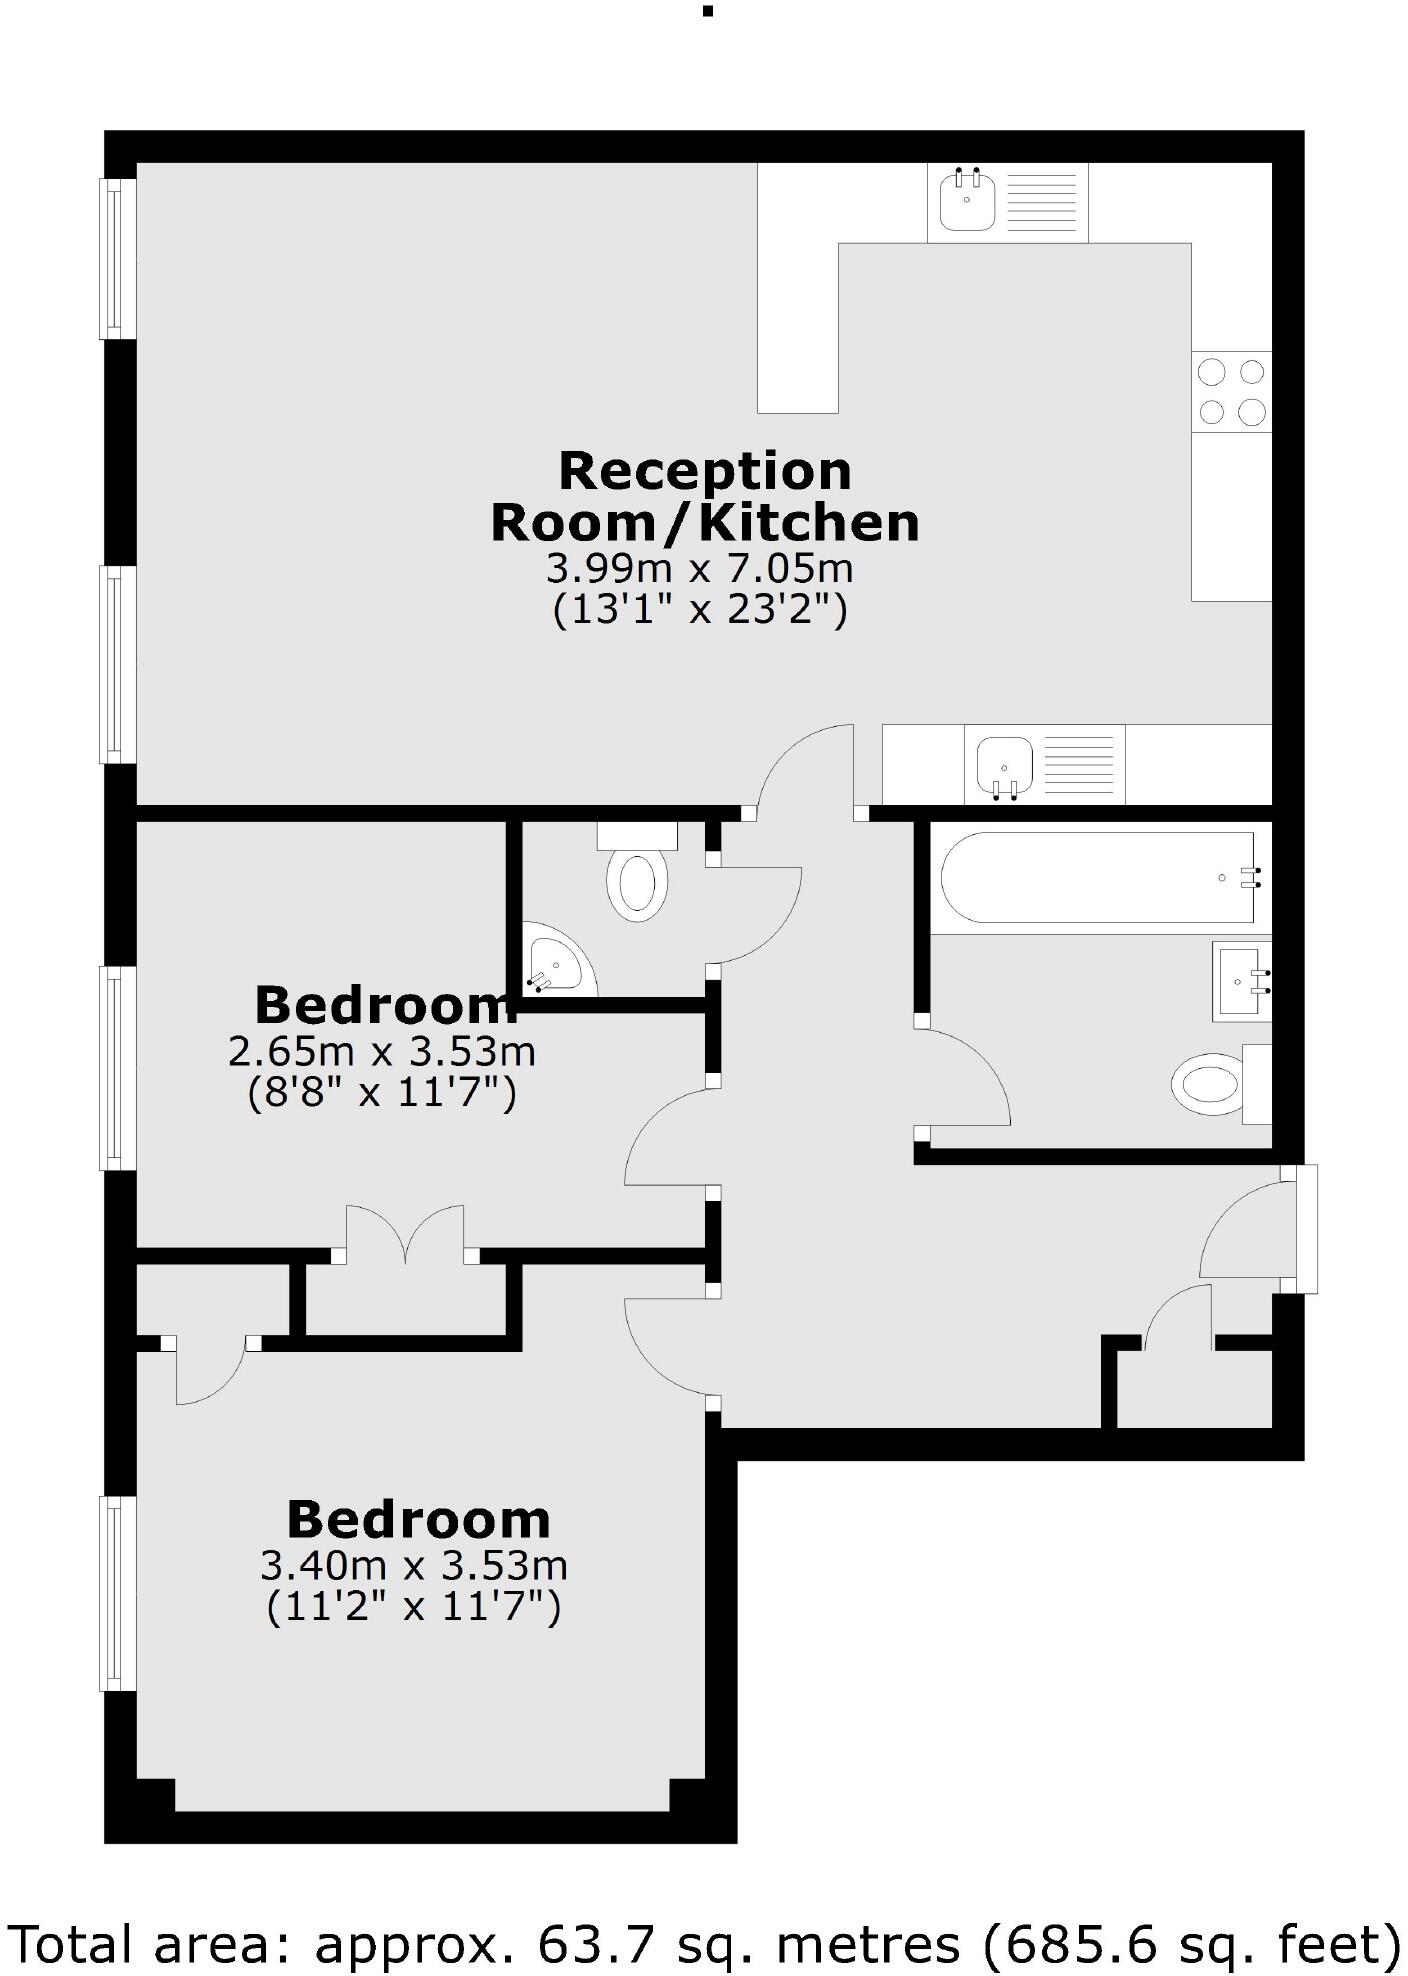 Reception
Room/Kitchen
3.99m x 7.05m
(13'1" x 23'2")
Bedroom
2.65m x 3.53m
(8'8" x 11'7")
Bedroom
3.40m x 3.53m
(11'2" x 11'7")
Total area: approx. 63.7 sq. metres (685.6 sq. feet)